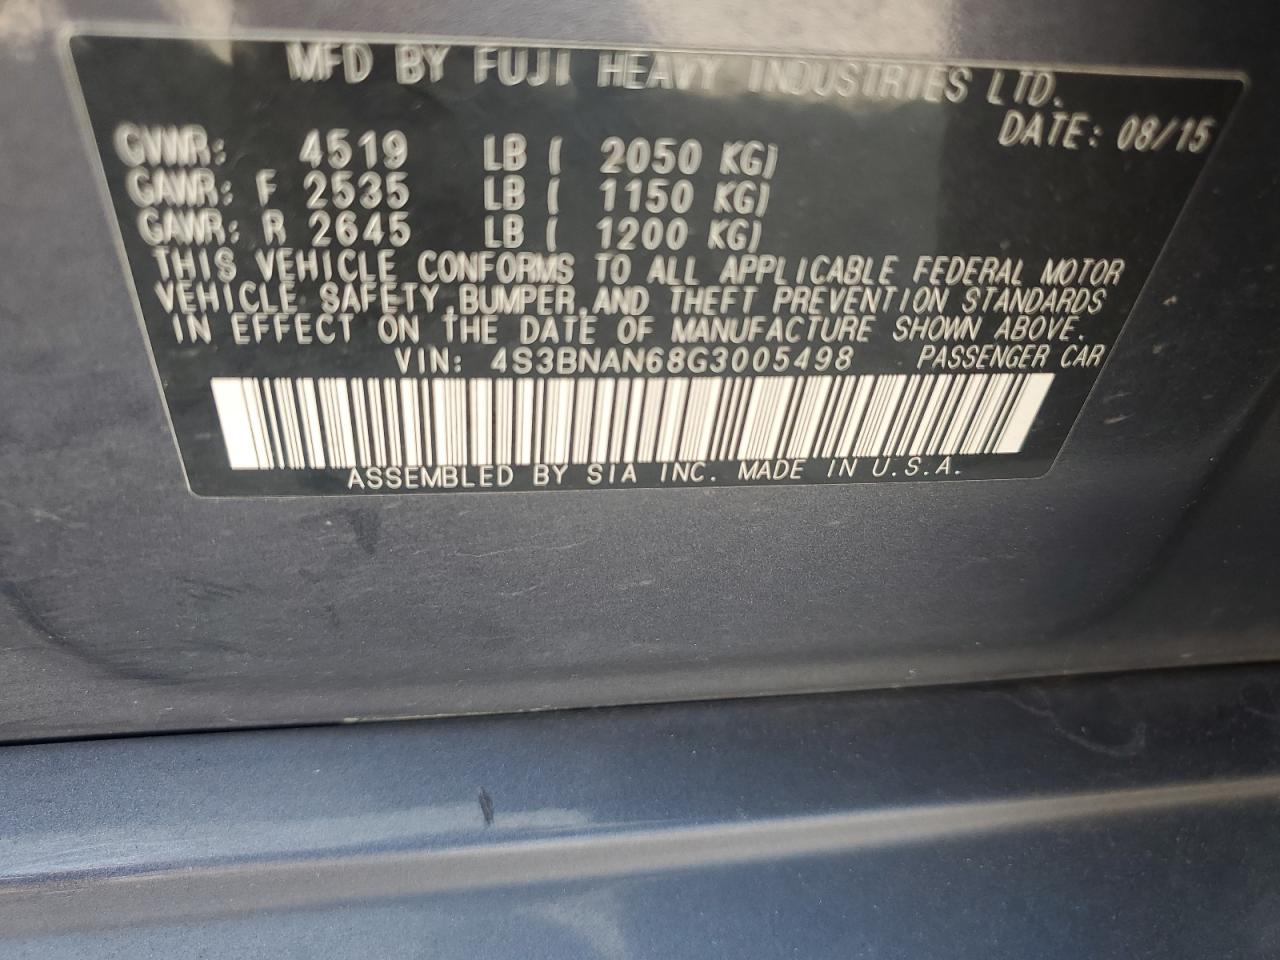 MFD BY FUJI HEAVY INDUSTRIES LTD.
DATE: 08/15
GVWR: 4519 LB ( 2050 KG)
GAWR: F 2535 LB ( 1150 KG)
GAWR: R 2645 LB ( 1200 KG)
THIS VEHICLE CONFORMS TO ALL APPLICABLE FEDERAL MOTOR
VEHICLE SAFETY,BUMPER,AND THEFT PREVENTION STANDARDS
IN EFFECT ON THE DATE OF MANUFACTURE SHOWN ABOVE.
VIN: 4S3BNAN68G3005498 PASSENGER CAR
ASSEMBLED BY SIA INC. MADE IN U.S.A.